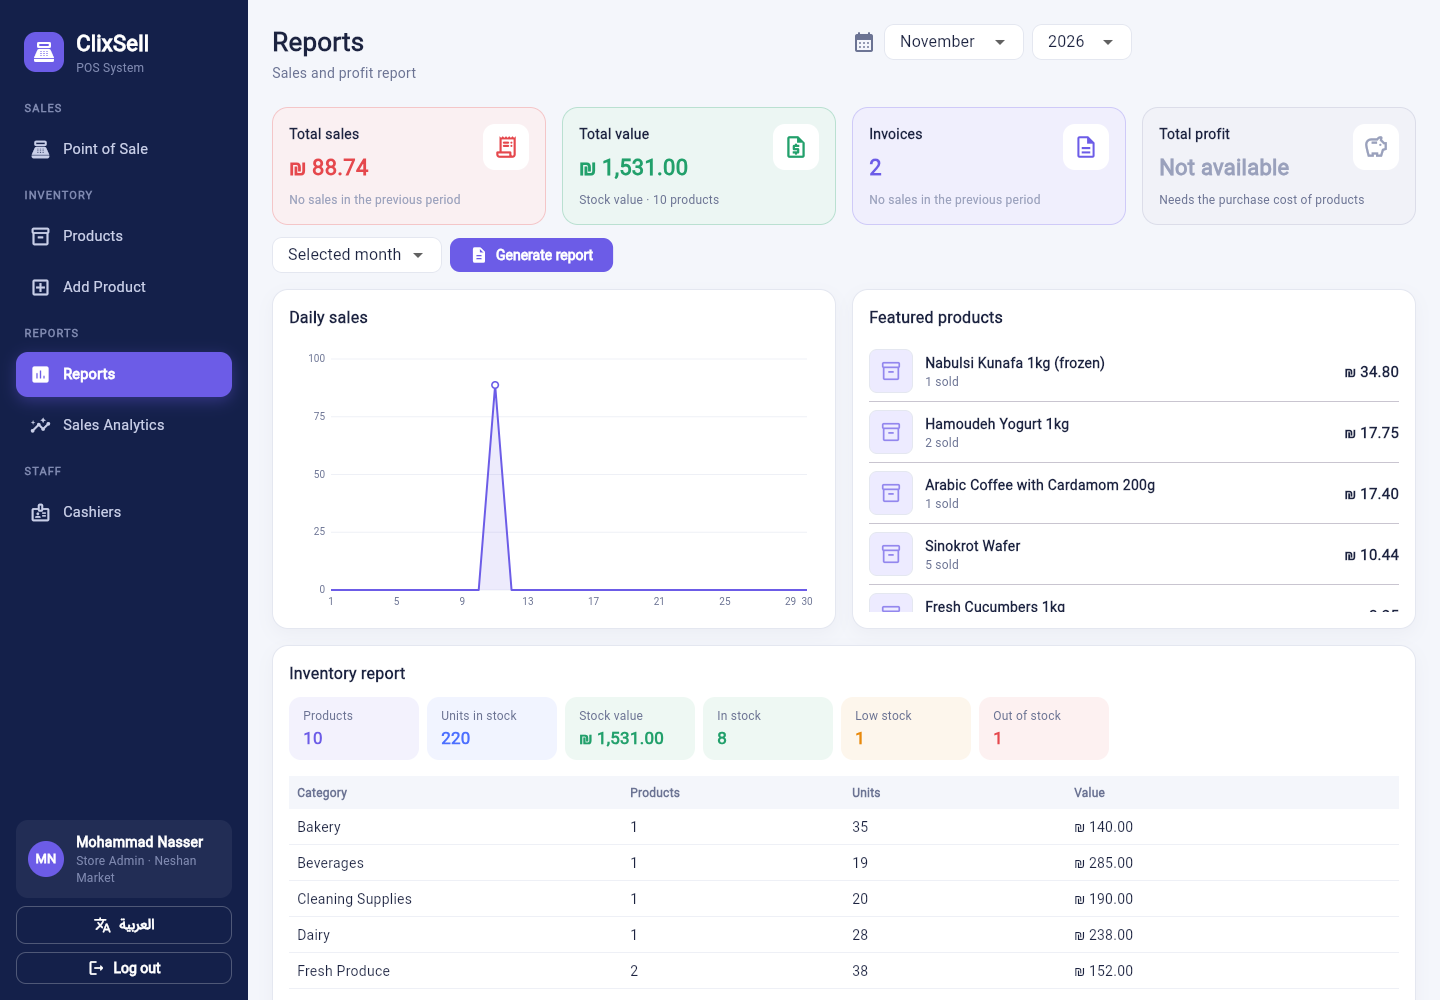 ClixSell
POS System
SALES
Point of Sale
INVENTORY
Products
Add Product
REPORTS
Reports
Sales Analytics
STAFF
Cashiers
MN
Mohammad Nasser
Store Admin · Neshan
Market
العربية
Log out
Reports
Sales and profit report
November
2026
Total sales
₪ 88.74
No sales in the previous period
Total value
₪ 1,531.00
Stock value · 10 products
Invoices
2
No sales in the previous period
Total profit
Not available
Needs the purchase cost of products
Selected month
Generate report
Daily sales
100
75
50
25
0
1 5 9 13 17 21 25 29 30
Featured products
Nabulsi Kunafa 1kg (frozen)
1 sold
₪ 34.80
Hamoudeh Yogurt 1kg
2 sold
₪ 17.75
Arabic Coffee with Cardamom 200g
1 sold
₪ 17.40
Sinokrot Wafer
5 sold
₪ 10.44
Fresh Cucumbers 1kg
Inventory report
Products
10
Units in stock
220
Stock value
₪ 1,531.00
In stock
8
Low stock
1
Out of stock
1
Category Products Units Value
Bakery 1 35 ₪ 140.00
Beverages 1 19 ₪ 285.00
Cleaning Supplies 1 20 ₪ 190.00
Dairy 1 28 ₪ 238.00
Fresh Produce 2 38 ₪ 152.00